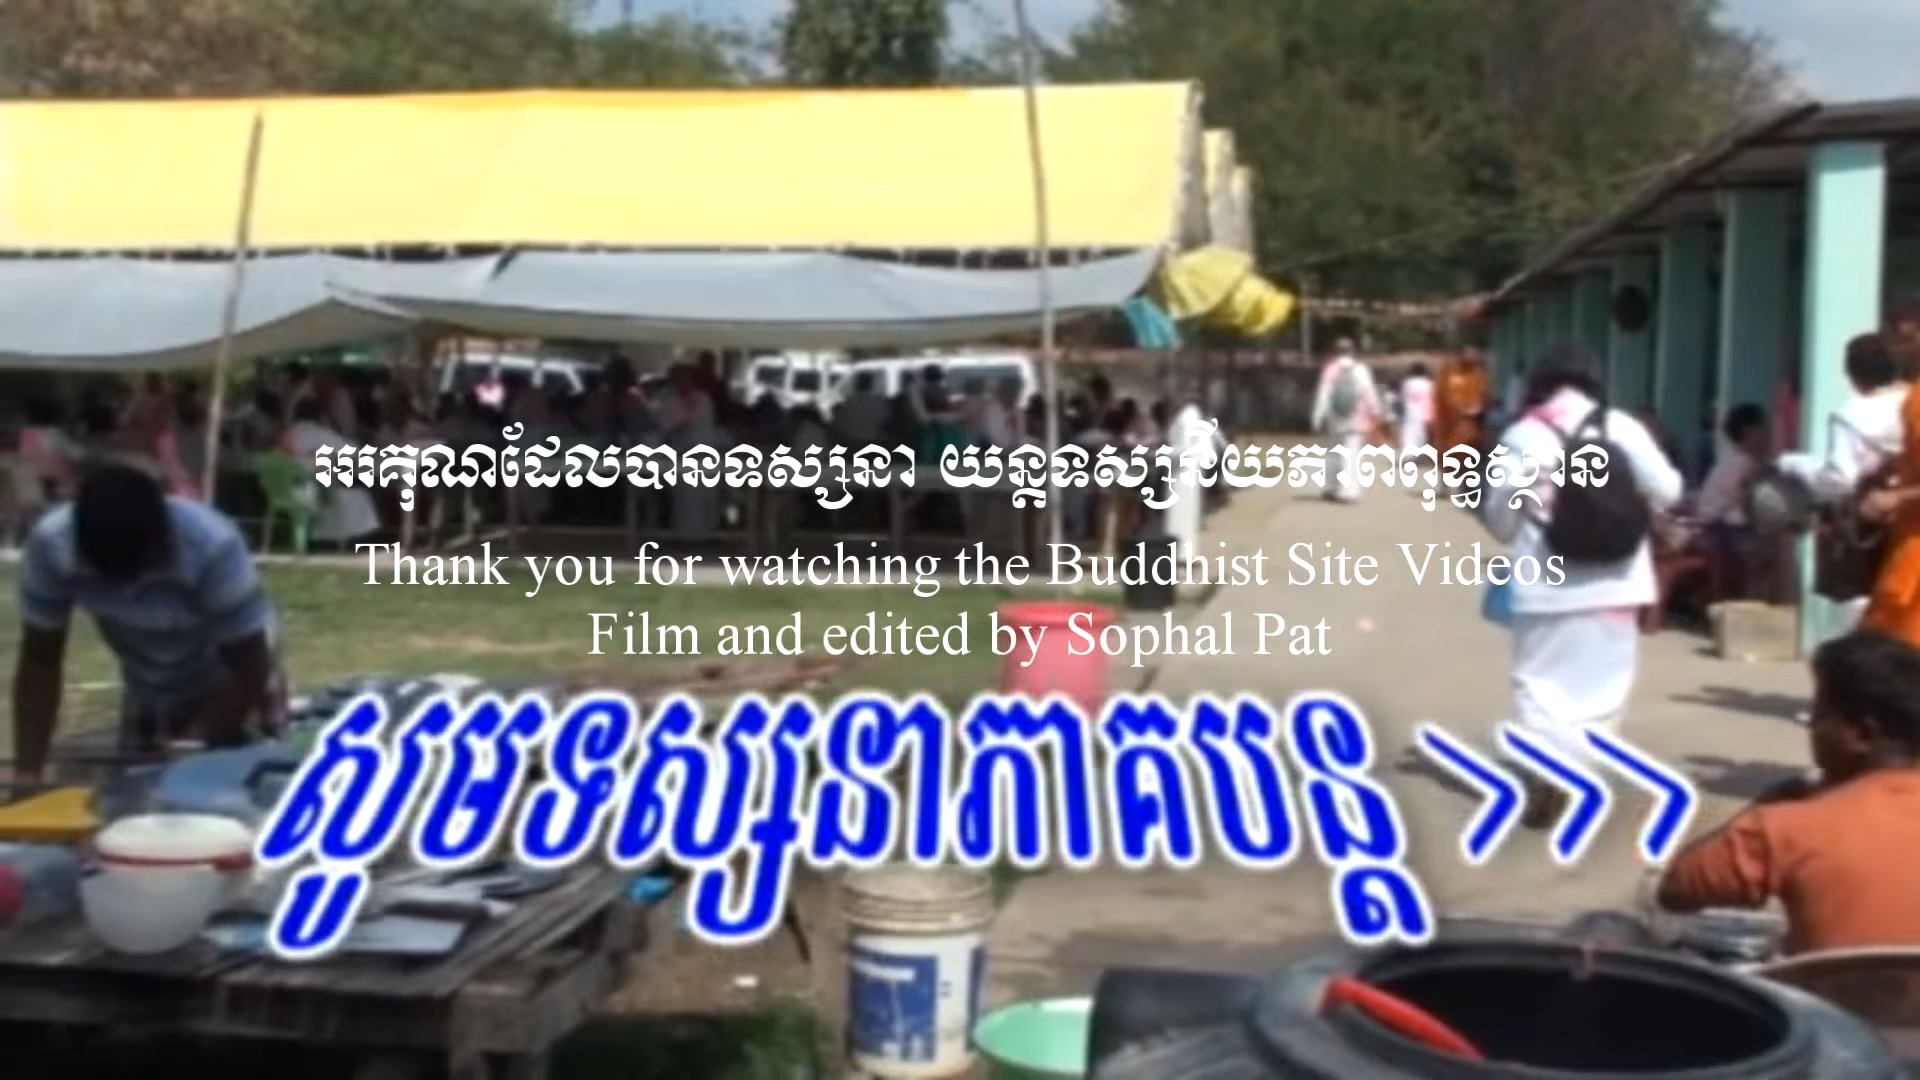 អរគុណដែលបានទស្សនា យន្តទស្សនីយភាពពុទ្ធស្ថាន
Thank you for watching the Buddhist Site Videos
Film and edited by Sophal Pat
សូមទស្សនាភាគបន្ត >>>